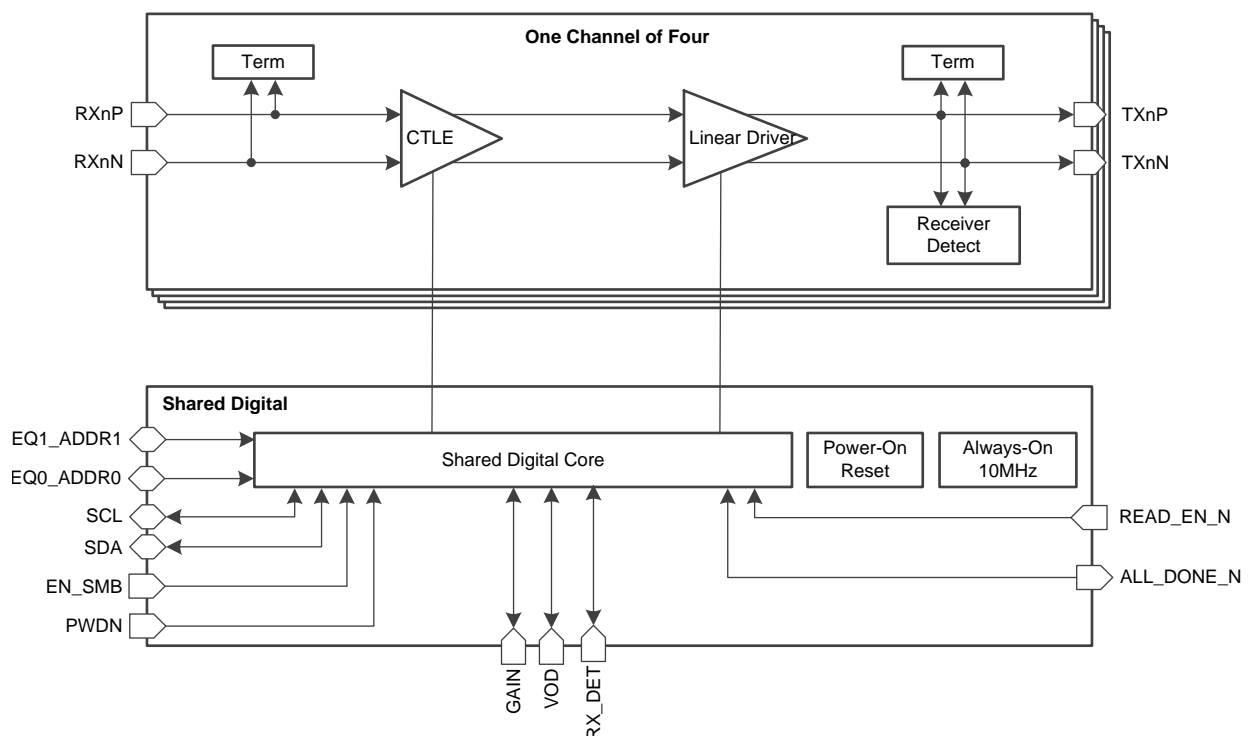 One Channel of Four
Term
Term
RXnP
CTLE
Linear Driver
TXnP
RXnN
TXnN
Receiver
Detect
Shared Digital
EQ1_ADDR1
EQ0_ADDR0
Shared Digital Core
Power-On
Reset
Always-On
10MHz
SCL
SDA
EN_SMB
PWDN
READ_EN_N
ALL_DONE_N
GAIN
VOD
RX_DET